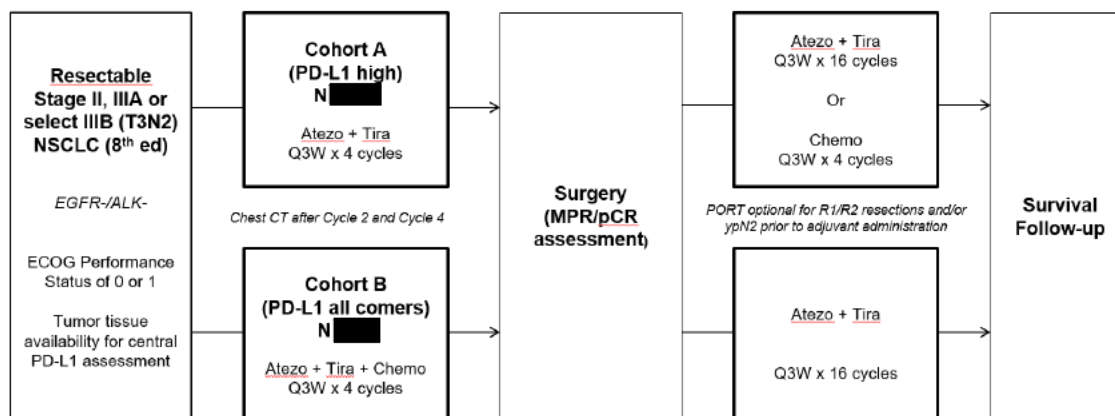 Resectable
Stage II, IIIA or
select IIIB (T3N2)
NSCLC (8th ed)
EGFR-/ALK-
ECOG Performance
Status of 0 or 1
Tumor tissue
availability for central
PD-L1 assessment
Cohort A
(PD-L1 high)
N
Atezo + Tira
Q3W x 4 cycles
Chest CT after Cycle 2 and Cycle 4
Cohort B
(PD-L1 all comers)
N
Atezo + Tira + Chemo
Q3W x 4 cycles
Surgery
(MPR/pCR
assessment)
Atezo + Tira
Q3W x 16 cycles
Or
Chemo
Q3W x 4 cycles
PORT optional for R1/R2 resections and/or
ypN2 prior to adjuvant administration
Atezo + Tira
Q3W x 16 cycles
Survival
Follow-up